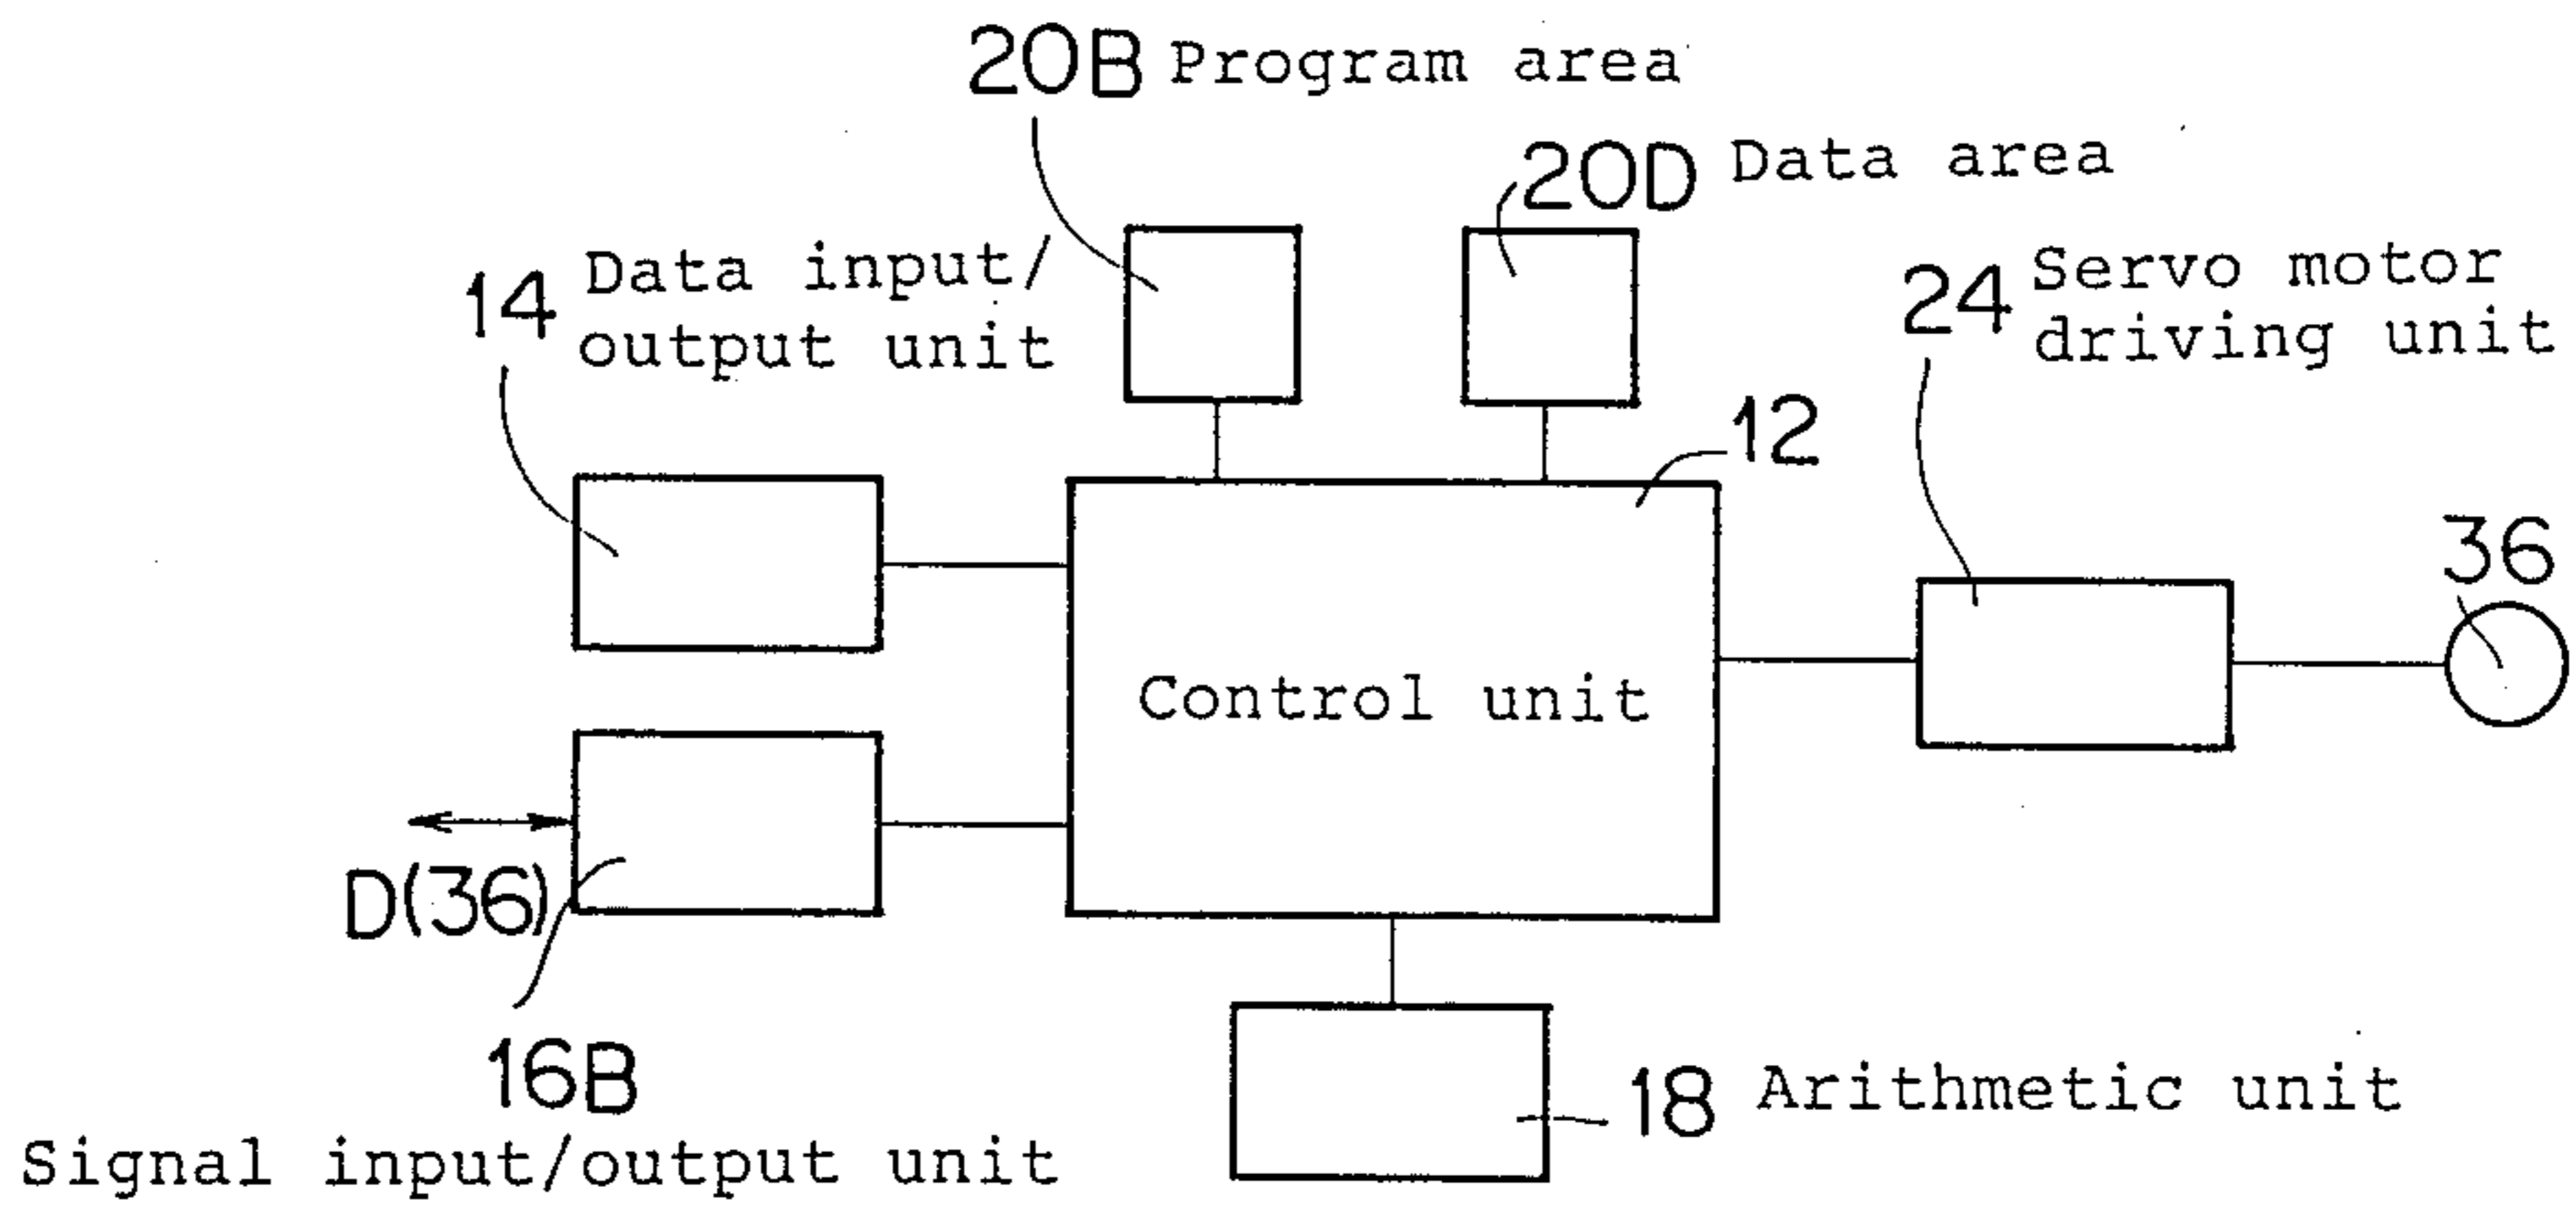 20B Program area
20D Data area
14 Data input/
output unit
24 Servo motor
driving unit
12
36
Control unit
D(36)
16B
Signal input/output unit
18 Arithmetic unit